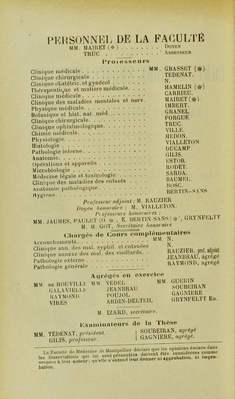 PERSONNEL DE LA FACULTÉ
MM. MAIRET (✻) . . . . . DOYEN
TRUC . . . . . ASSESSEUR
Professeurs
Clinique médicale . . . . . MM. GRASSET (✻)
Clinique chirurgicale . . . . . TEDENAT.
Clinique obstétric. et gynécol . . . . . N.
Thérapeutique et matière médicale. . . . . HAMELIN (✻)
Clinique médicale . . . . . CARRIEU.
Clinique des maladies mentales et nerv. MAIRET (✻)
Physique médicale. . . . . IMBERT.
Botanique et hist. nat. méd. . . . . GRANEL.
Clinique chirurgicale. . . . . FORGUE
Clinique ophtalmologique. . . . . TRUC.
Chimie médicale. . . . . VILLE.
Physiologie. . . . . HEDON.
Histologie . . . . . VIALLETON
Pathologie interne. . . . . DUCAMP.
Anatomie. . . . . GILIS.
Opérations et appareils . . . . . ESTOR.
Microbiologie . . . . . RODET.
Médecine légale et toxicologie . . . . . SARDA.
Clinique des maladies des enfants . . . . . BAUMEL.
Anatomie pathologique . . . . . BOSC.
Hygiène. . . . . BERTIN-SANS
Professeur adjoint : M. RAUZIER
Doyen honoraire : M. VIALLETON.
Professeurs honoraires :
MM. JAUMES, PAULET (O. ✻), E. BERTIN-SANS (✻), GRYNFELTT
M. H. GOT, Secrétaire honoraire
Chargés de Cours complémentaires
Accouchements. . . . . MM. N.
Clinique ann. des mal. syphil. et cutanées N.
Clinique annexe des mal. des vieillards. RAUZIER, prof. adjoint.
Pathologie externe . . . . . JEANBRAU, agrégé
Pathologie générale . . . . . RAYMOND, agrégé
Agrégés en exercice
MM. DE ROUVILLE MM. VEDEL MM. GUERIN
GALAVIELLE JEANBRAU SOUBEIRAN
RAYMOND POUJOL GAGNIERE
VIRES ARDIN-DELTEIL GRYNFELTT ED.
M. IZARD, secrétaire.
Examinateurs de la Thèse
MM. TÉDENAT, président. SOUBEIRAN, agrégé
GILIS, professeur. GAGNIERE, agrégé.
La Faculté de Médecine de Montpellier déclare que les opinions émises dans
les Dissertations qui lui sont présentées doivent être considérées comme
propres à leur auteur ; qu'elle n'entend leur donner ni approbation, ni impro-
bation.